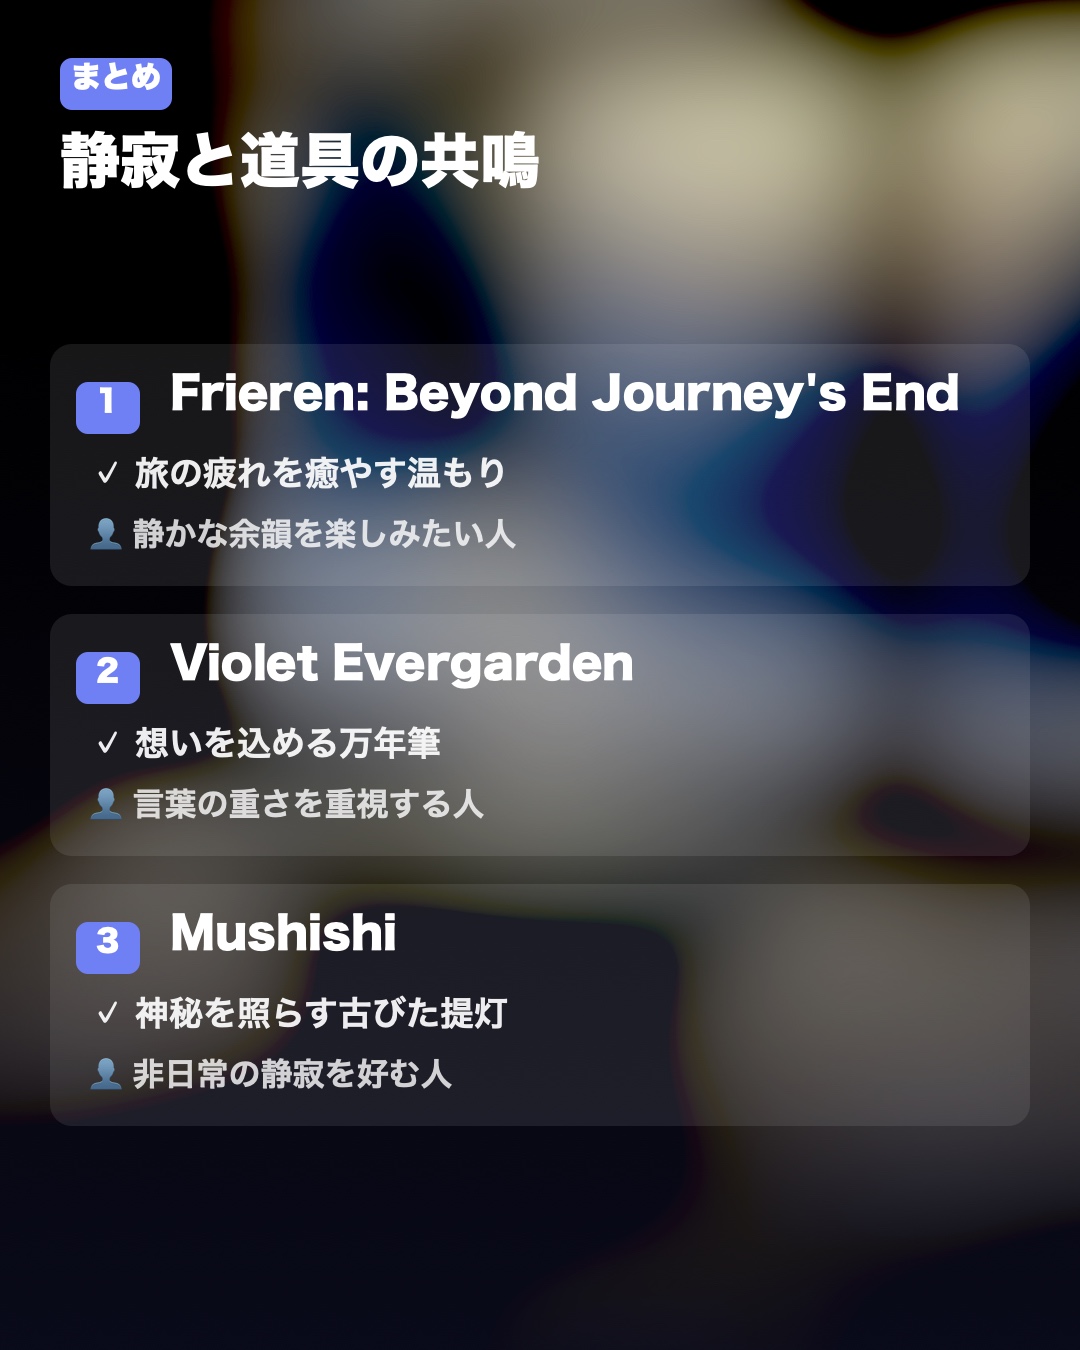 まとめ
静寂と道具の共鳴
1 Frieren: Beyond Journey's End
✓ 旅の疲れを癒やす温もり
👤 静かな余韻を楽しみたい人
2 Violet Evergarden
✓ 想いを込める万年筆
👤 言葉の重さを重視する人
3 Mushishi
✓ 神秘を照らす古びた提灯
👤 非日常の静寂を好む人